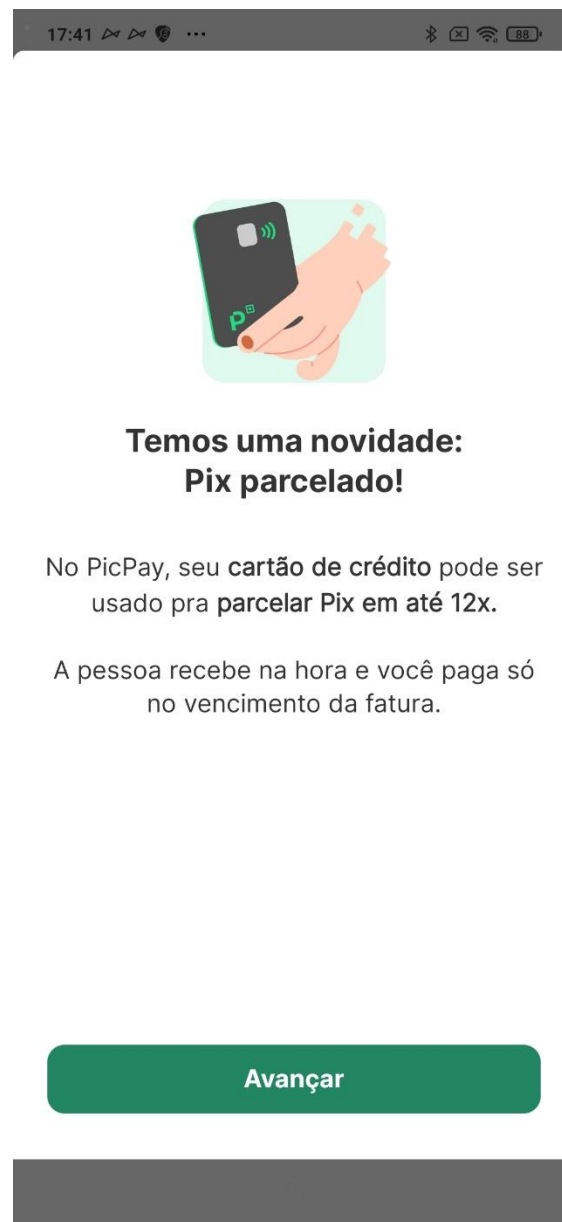 17:41 ... 88
Temos uma novidade:
Pix parcelado!
No PicPay, seu cartão de crédito pode ser
usado pra parcelar Pix em até 12x.
A pessoa recebe na hora e você paga só
no vencimento da fatura.
Avançar